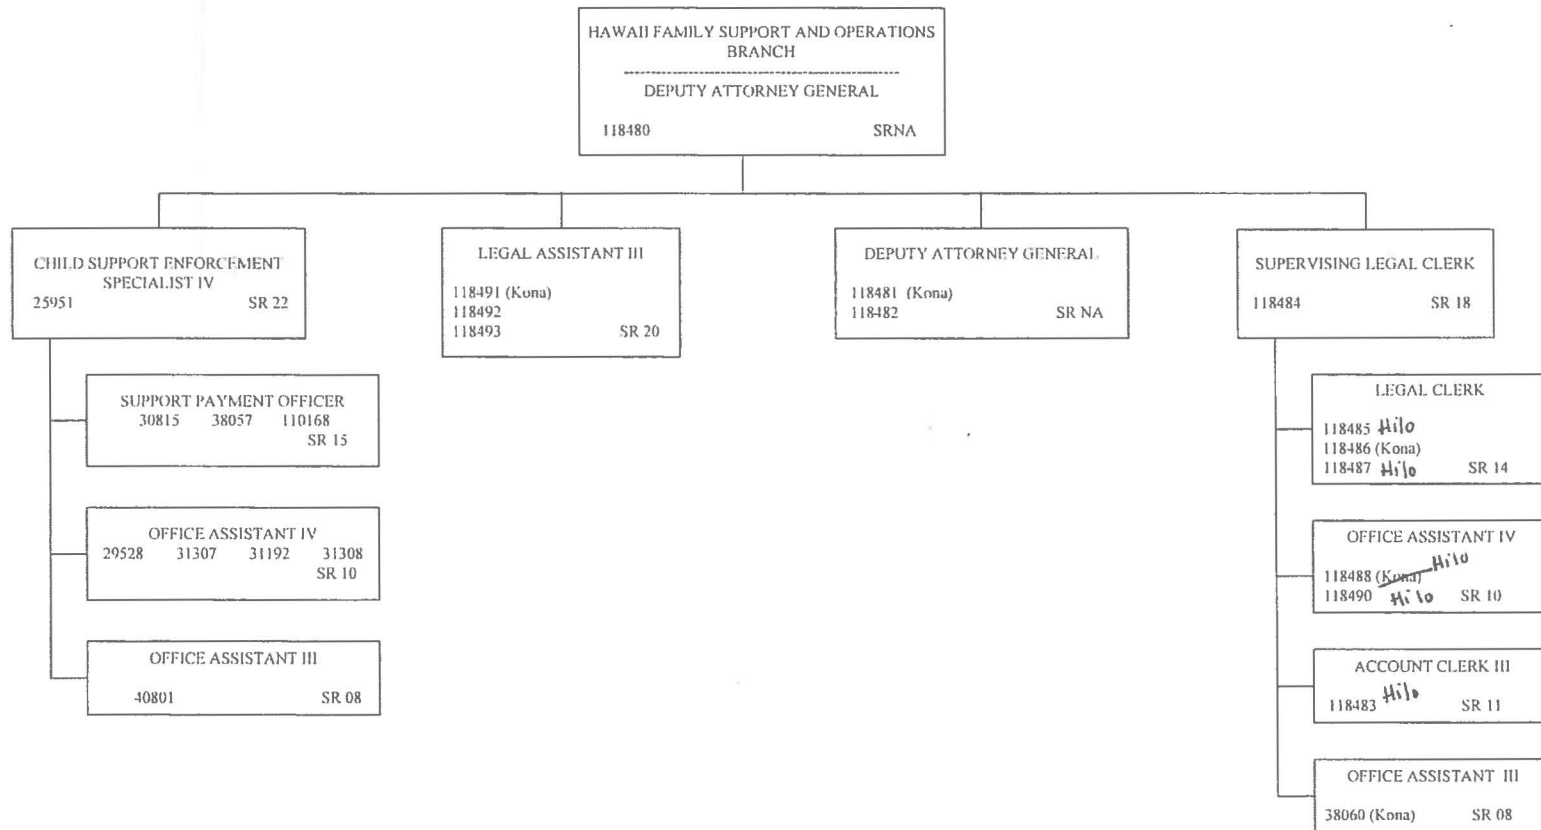 HAWAII FAMILY SUPPORT AND OPERATIONS
BRANCH
DEPUTY ATTORNEY GENERAL
118480 SRNA
CHILD SUPPORT ENFORCEMENT
SPECIALIST IV
25951 SR 22
LEGAL ASSISTANT III
118491 (Kona)
118492
118493 SR 20
DEPUTY ATTORNEY GENERAL
118481 (Kona)
118482 SR NA
SUPERVISING LEGAL CLERK
118484 SR 18
SUPPORT PAYMENT OFFICER
30815 38057 110168
SR 15
OFFICE ASSISTANT IV
29528 31307 31192 31308
SR 10
OFFICE ASSISTANT III
40801 SR 08
LEGAL CLERK
118485 Hilo
118486 (Kona)
118487 Hilo SR 14
OFFICE ASSISTANT IV
118488 (Kona) Hilo
118490 Hilo SR 10
ACCOUNT CLERK III
118483 Hilo SR 11
OFFICE ASSISTANT III
38060 (Kona) SR 08